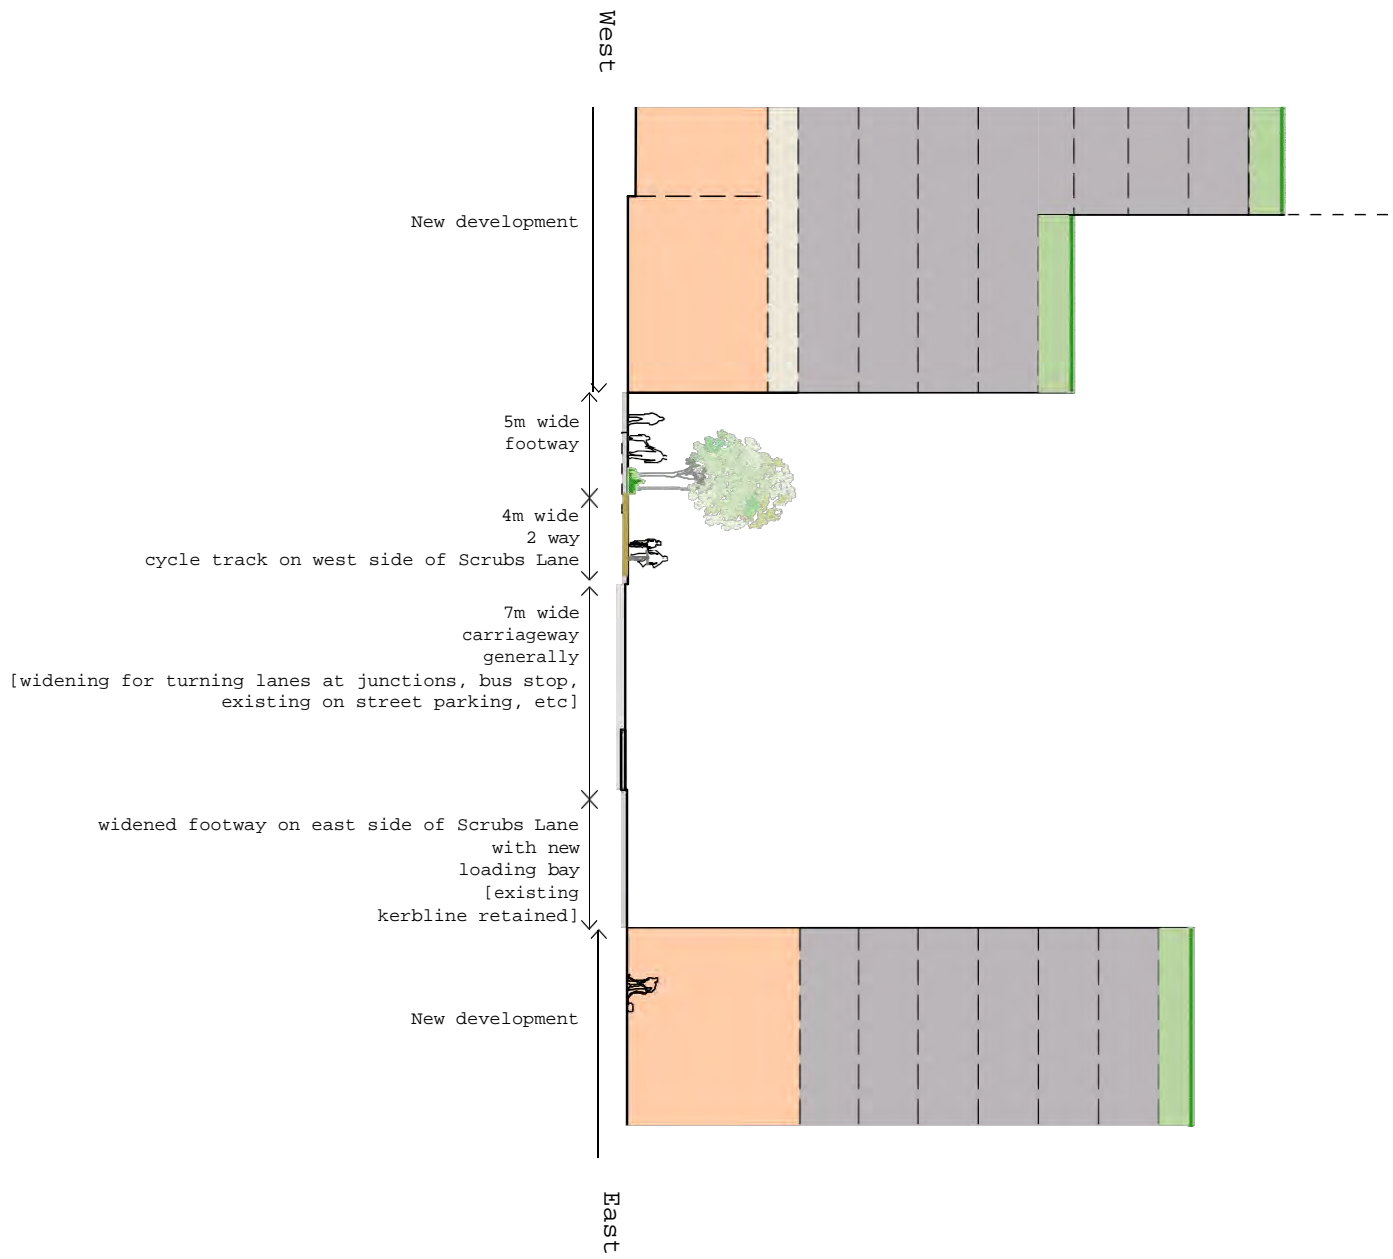 West
New development
5m wide
footway
4m wide
2 way
cycle track on west side of Scrubs Lane
7m wide
carriageway
generally
[widening for turning lanes at junctions, bus stop,
existing on street parking, etc]
widened footway on east side of Scrubs Lane
with new
loading bay
[existing
kerbline retained]
New development
East